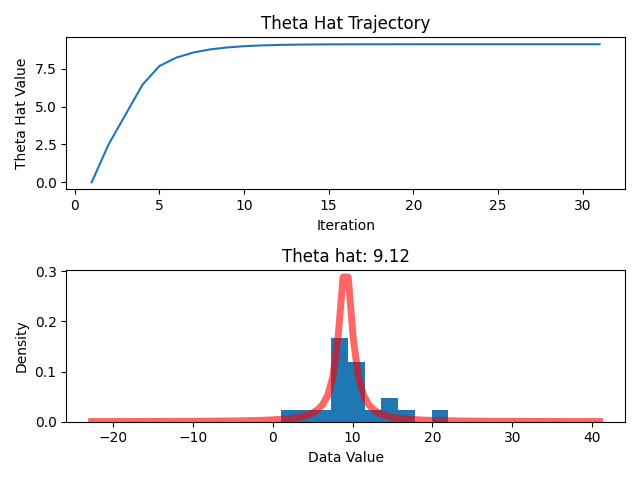 Theta Hat Trajectory
7.5
5.0
2.5
0.0
Theta Hat Value
0 5 10 15 20 25 30
Iteration
Theta hat: 9.12
0.3
0.2
0.1
0.0
Density
−20 −10 0 10 20 30 40
Data Value